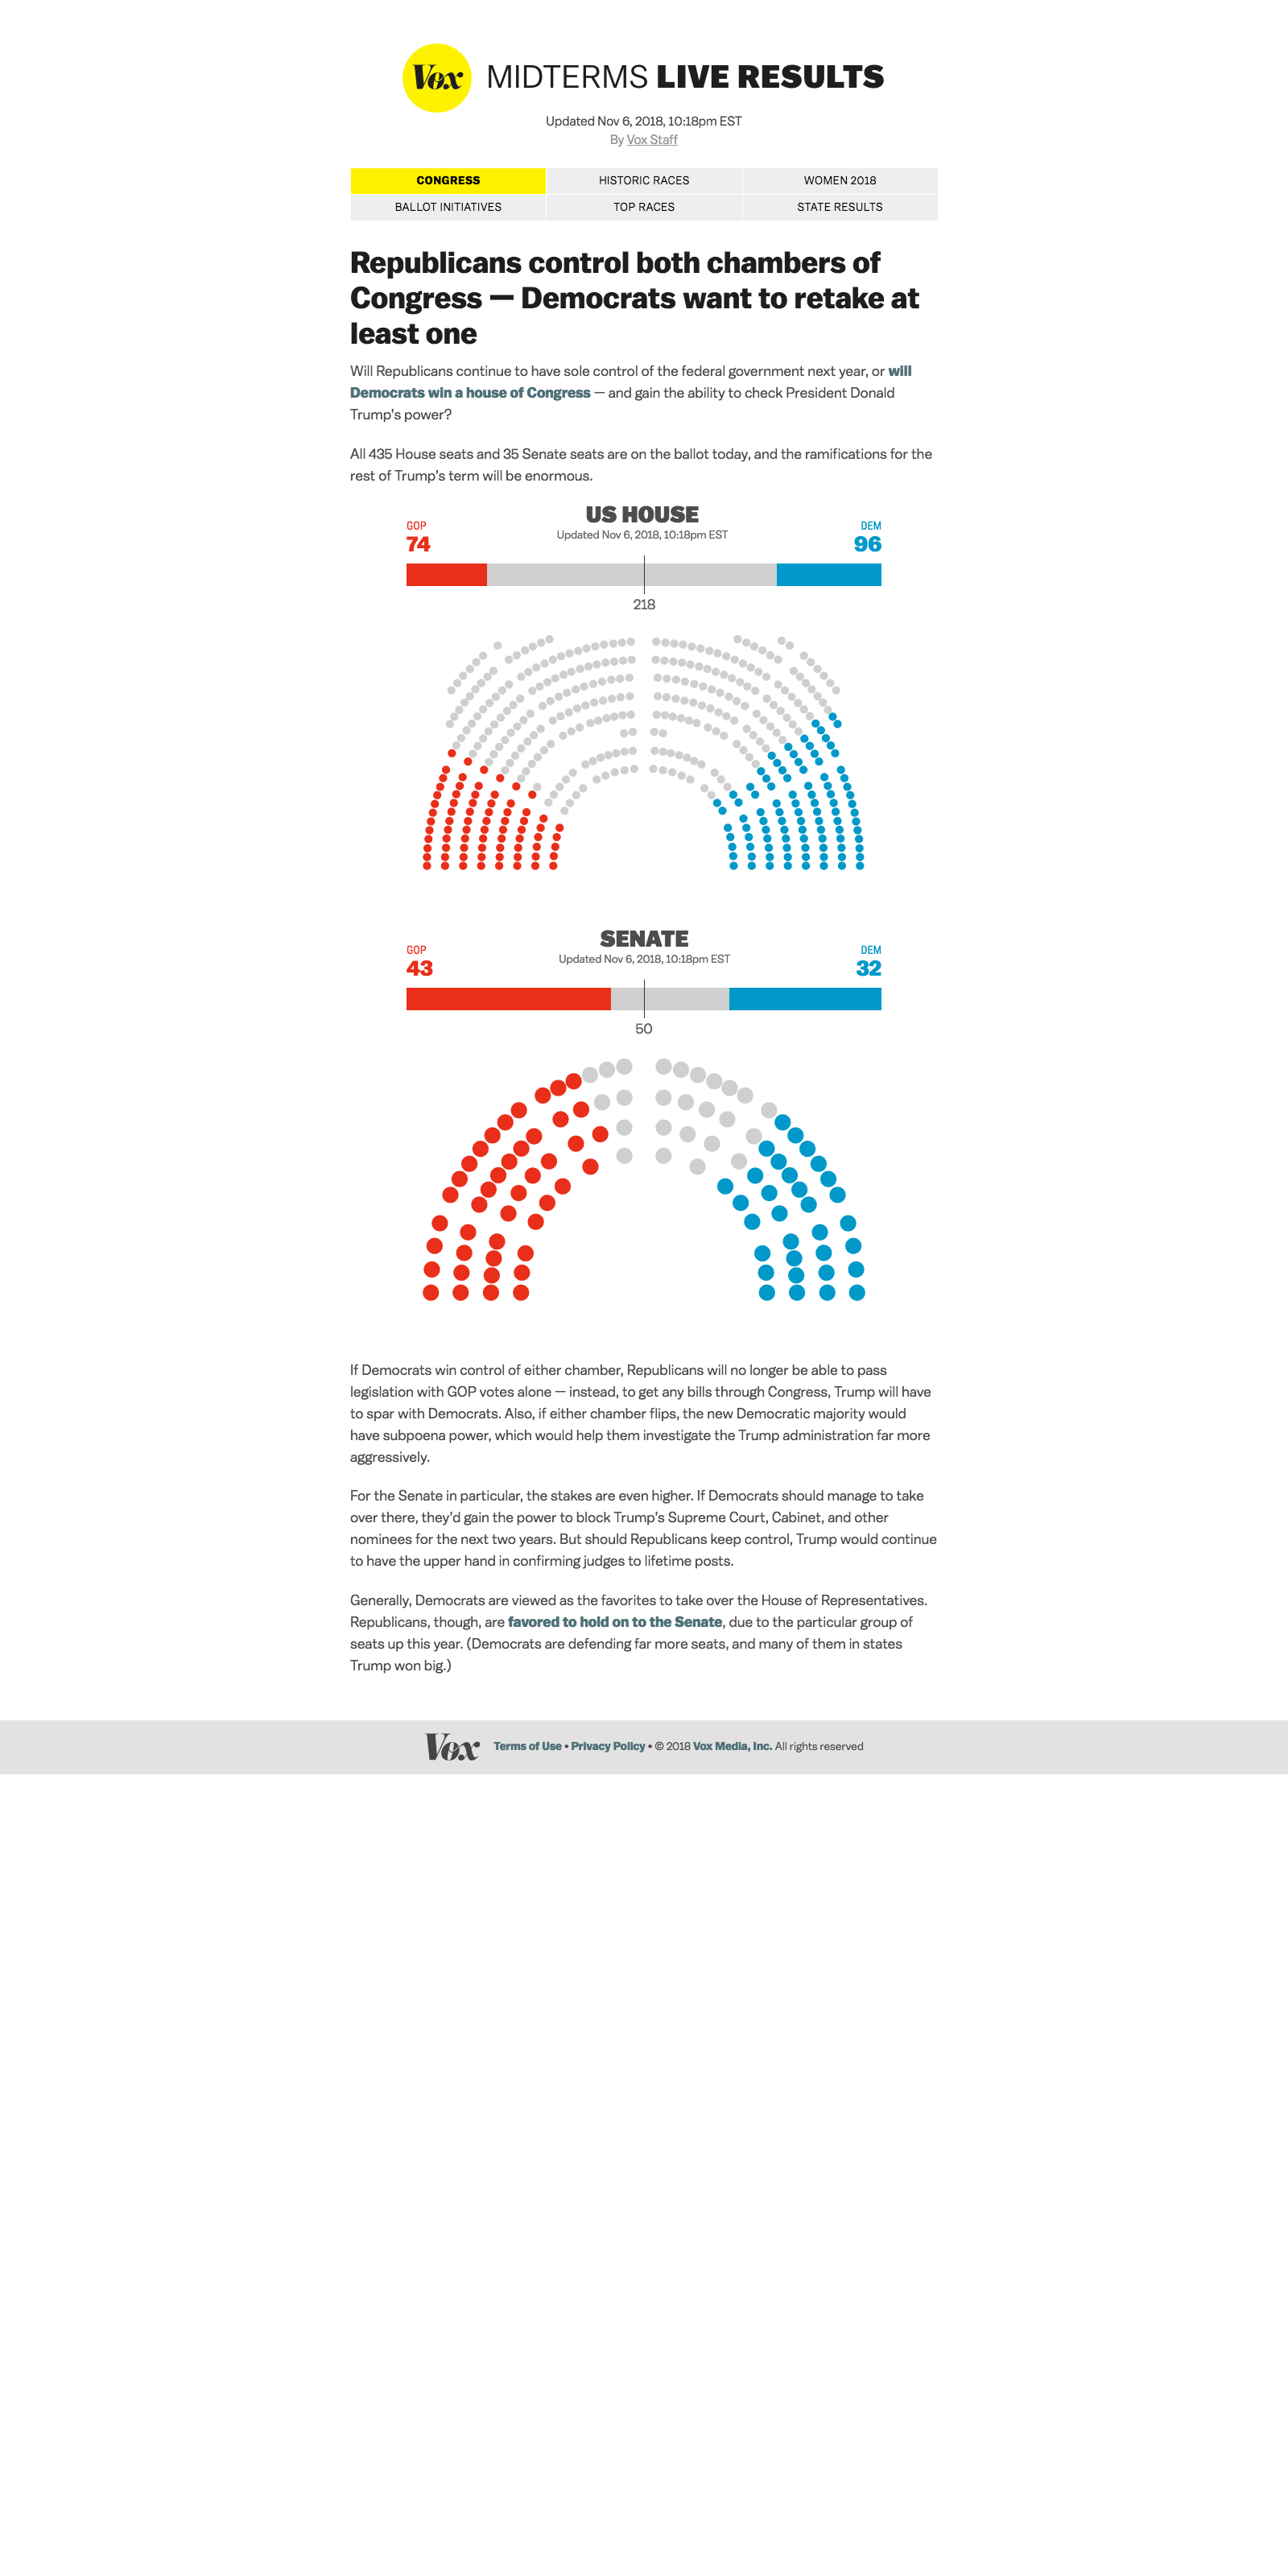 Vox MIDTERMS LIVE RESULTS
Updated Nov 6, 2018, 10:18pm EST
By Vox Staff
CONGRESS HISTORIC RACES WOMEN 2018
BALLOT INITIATIVES TOP RACES STATE RESULTS
Republicans control both chambers of
Congress — Democrats want to retake at
least one
Will Republicans continue to have sole control of the federal government next year, or will
Democrats win a house of Congress — and gain the ability to check President Donald
Trump's power?
All 435 House seats and 35 Senate seats are on the ballot today, and the ramifications for the
rest of Trump's term will be enormous.
US HOUSE
GOP Updated Nov 6, 2018, 10:18pm EST DEM
74 96
218
SENATE
GOP Updated Nov 6, 2018, 10:18pm EST DEM
43 32
50
If Democrats win control of either chamber, Republicans will no longer be able to pass
legislation with GOP votes alone — instead, to get any bills through Congress, Trump will have
to spar with Democrats. Also, if either chamber flips, the new Democratic majority would
have subpoena power, which would help them investigate the Trump administration far more
aggressively.
For the Senate in particular, the stakes are even higher. If Democrats should manage to take
over there, they'd gain the power to block Trump's Supreme Court, Cabinet, and other
nominees for the next two years. But should Republicans keep control, Trump would continue
to have the upper hand in confirming judges to lifetime posts.
Generally, Democrats are viewed as the favorites to take over the House of Representatives.
Republicans, though, are favored to hold on to the Senate, due to the particular group of
seats up this year. (Democrats are defending far more seats, and many of them in states
Trump won big.)
Vox Terms of Use • Privacy Policy • © 2018 Vox Media, Inc. All rights reserved